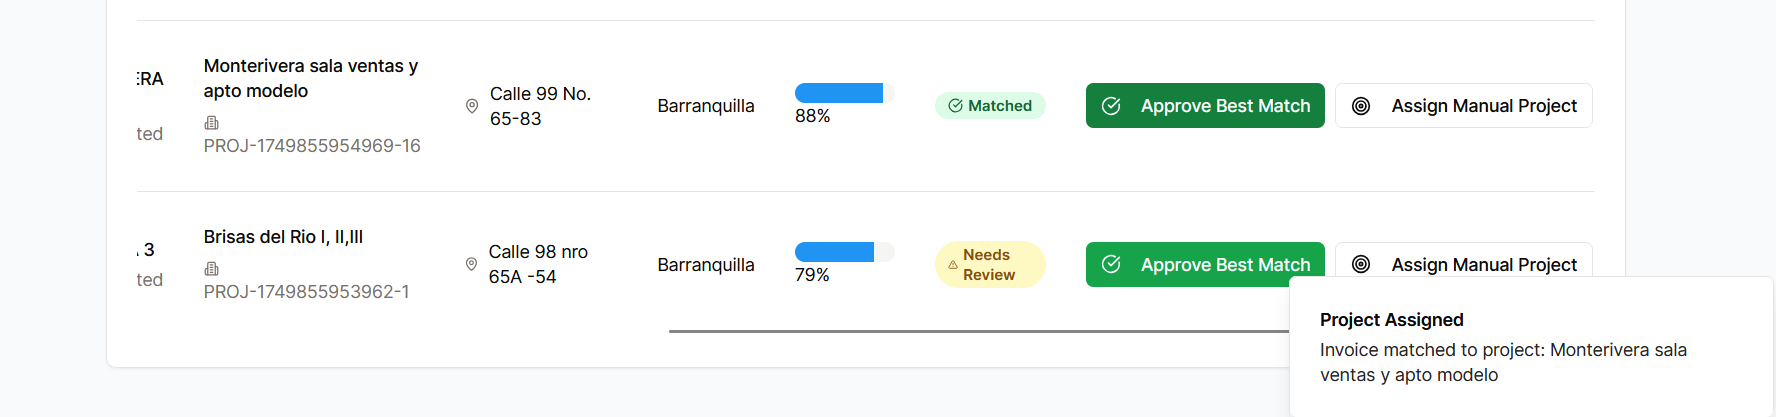 ERA
ted
Monterivera sala ventas y
apto modelo
PROJ-1749855954969-16
Calle 99 No.
65-83
Barranquilla
88%
Matched
Approve Best Match
Assign Manual Project
3
ted
Brisas del Rio I, II,III
PROJ-1749855953962-1
Calle 98 nro
65A -54
Barranquilla
79%
Needs
Review
Approve Best Match
Assign Manual Project
Project Assigned
Invoice matched to project: Monterivera sala
ventas y apto modelo